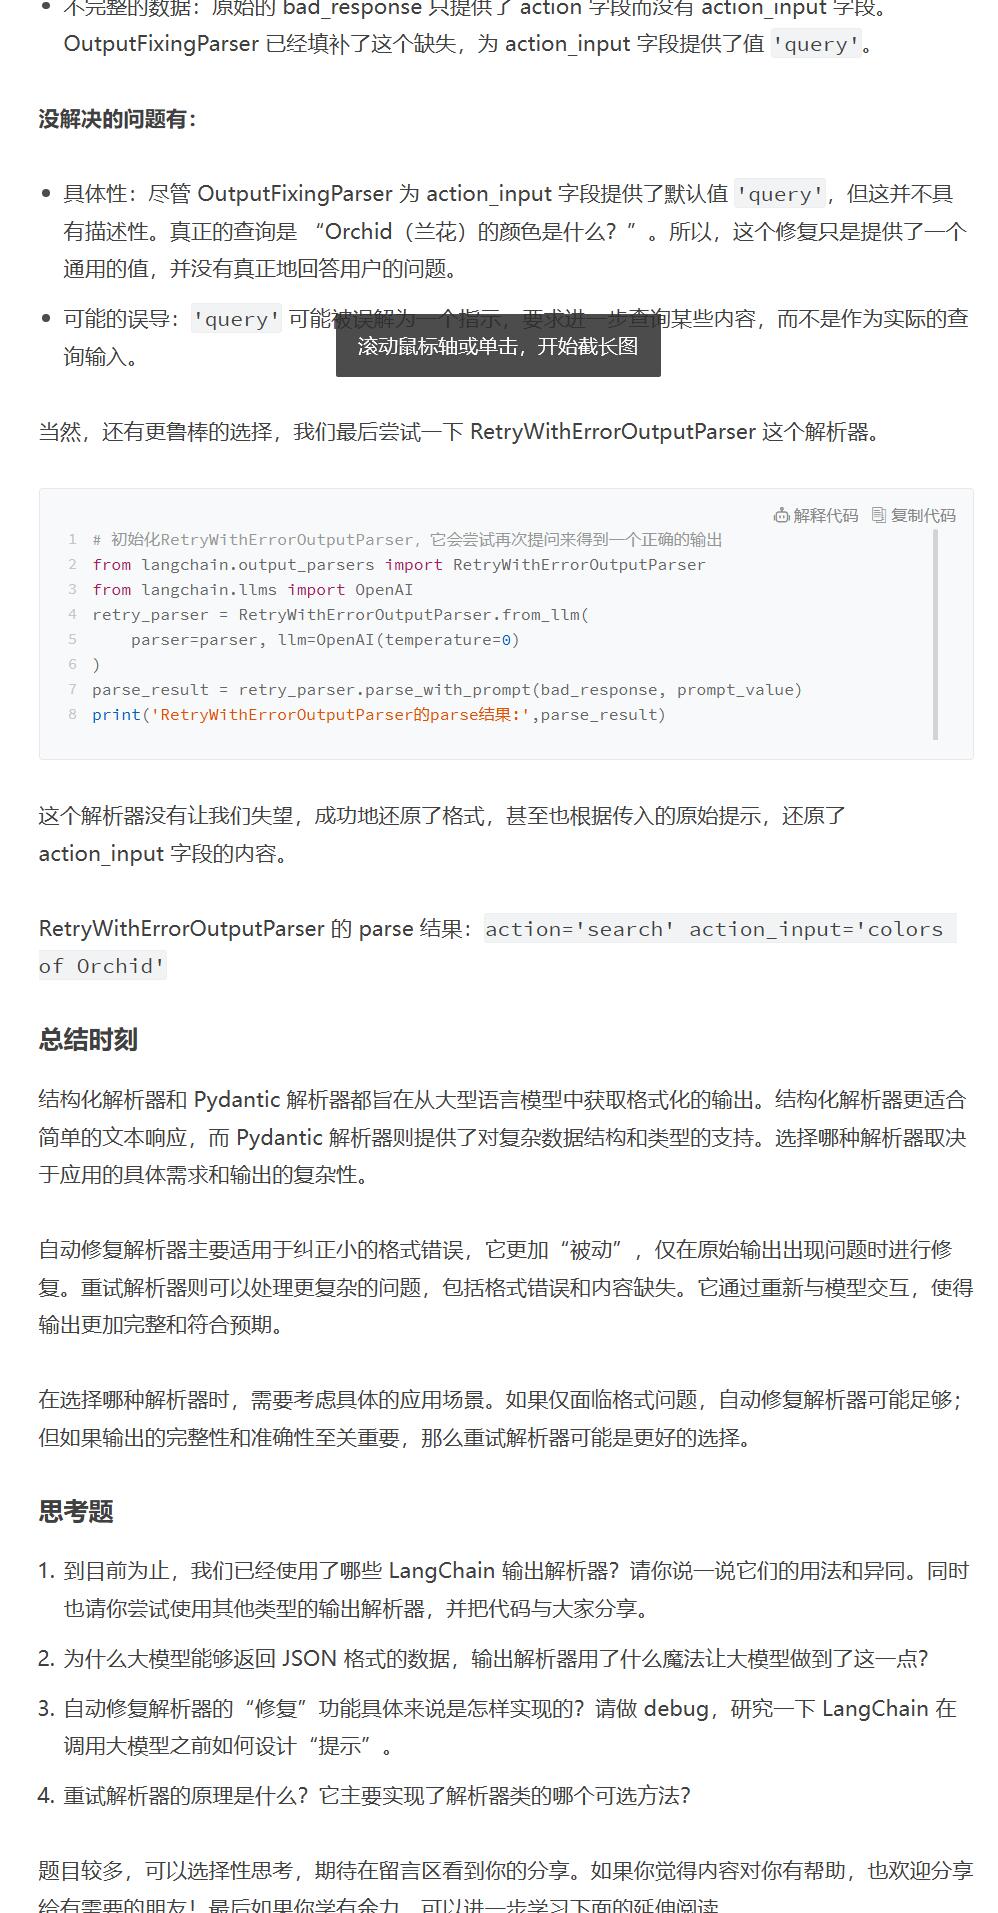 不完整的数据：原始的 bad_response 只提供了 action 字段而没有 action_input 字段。
OutputFixingParser 已经填补了这个缺失，为 action_input 字段提供了值 'query'。
没解决的问题有：
具体性：尽管 OutputFixingParser 为 action_input 字段提供了默认值 'query'，但这并不具
有描述性。真正的查询是 “Orchid（兰花）的颜色是什么？”。所以，这个修复只是提供了一个
通用的值，并没有真正地回答用户的问题。
可能的误导：'query' 可能被误解为一个指示，要求进一步查询某些内容，而不是作为实际的查
询输入。
滚动鼠标轴或单击，开始截长图
当然，还有更鲁棒的选择，我们最后尝试一下 RetryWithErrorOutputParser 这个解析器。
解释代码 复制代码
1 # 初始化RetryWithErrorOutputParser，它会尝试再次提问来得到一个正确的输出
2 from langchain.output_parsers import RetryWithErrorOutputParser
3 from langchain.llms import OpenAI
4 retry_parser = RetryWithErrorOutputParser.from_llm(
5     parser=parser, llm=OpenAI(temperature=0)
6 )
7 parse_result = retry_parser.parse_with_prompt(bad_response, prompt_value)
8 print('RetryWithErrorOutputParser的parse结果:',parse_result)
这个解析器没有让我们失望，成功地还原了格式，甚至也根据传入的原始提示，还原了
action_input 字段的内容。
RetryWithErrorOutputParser 的 parse 结果：action='search' action_input='colors
of Orchid'
总结时刻
结构化解析器和 Pydantic 解析器都旨在从大型语言模型中获取格式化的输出。结构化解析器更适合
简单的文本响应，而 Pydantic 解析器则提供了对复杂数据结构和类型的支持。选择哪种解析器取决
于应用的具体需求和输出的复杂性。
自动修复解析器主要适用于纠正小的格式错误，它更加“被动”，仅在原始输出出现问题时进行修
复。重试解析器则可以处理更复杂的问题，包括格式错误和内容缺失。它通过重新与模型交互，使得
输出更加完整和符合预期。
在选择哪种解析器时，需要考虑具体的应用场景。如果仅面临格式问题，自动修复解析器可能足够；
但如果输出的完整性和准确性至关重要，那么重试解析器可能是更好的选择。
思考题
1. 到目前为止，我们已经使用了哪些 LangChain 输出解析器？请你说一说它们的用法和异同。同时
也请你尝试使用其他类型的输出解析器，并把代码与大家分享。
2. 为什么大模型能够返回 JSON 格式的数据，输出解析器用了什么魔法让大模型做到了这一点？
3. 自动修复解析器的“修复”功能具体来说是怎样实现的？请做 debug，研究一下 LangChain 在
调用大模型之前如何设计“提示”。
4. 重试解析器的原理是什么？它主要实现了解析器类的哪个可选方法？
题目较多，可以选择性思考，期待在留言区看到你的分享。如果你觉得内容对你有帮助，也欢迎分享
给有需要的朋友！最后如果你学有余力，可以进一步学习下面的延伸阅读。